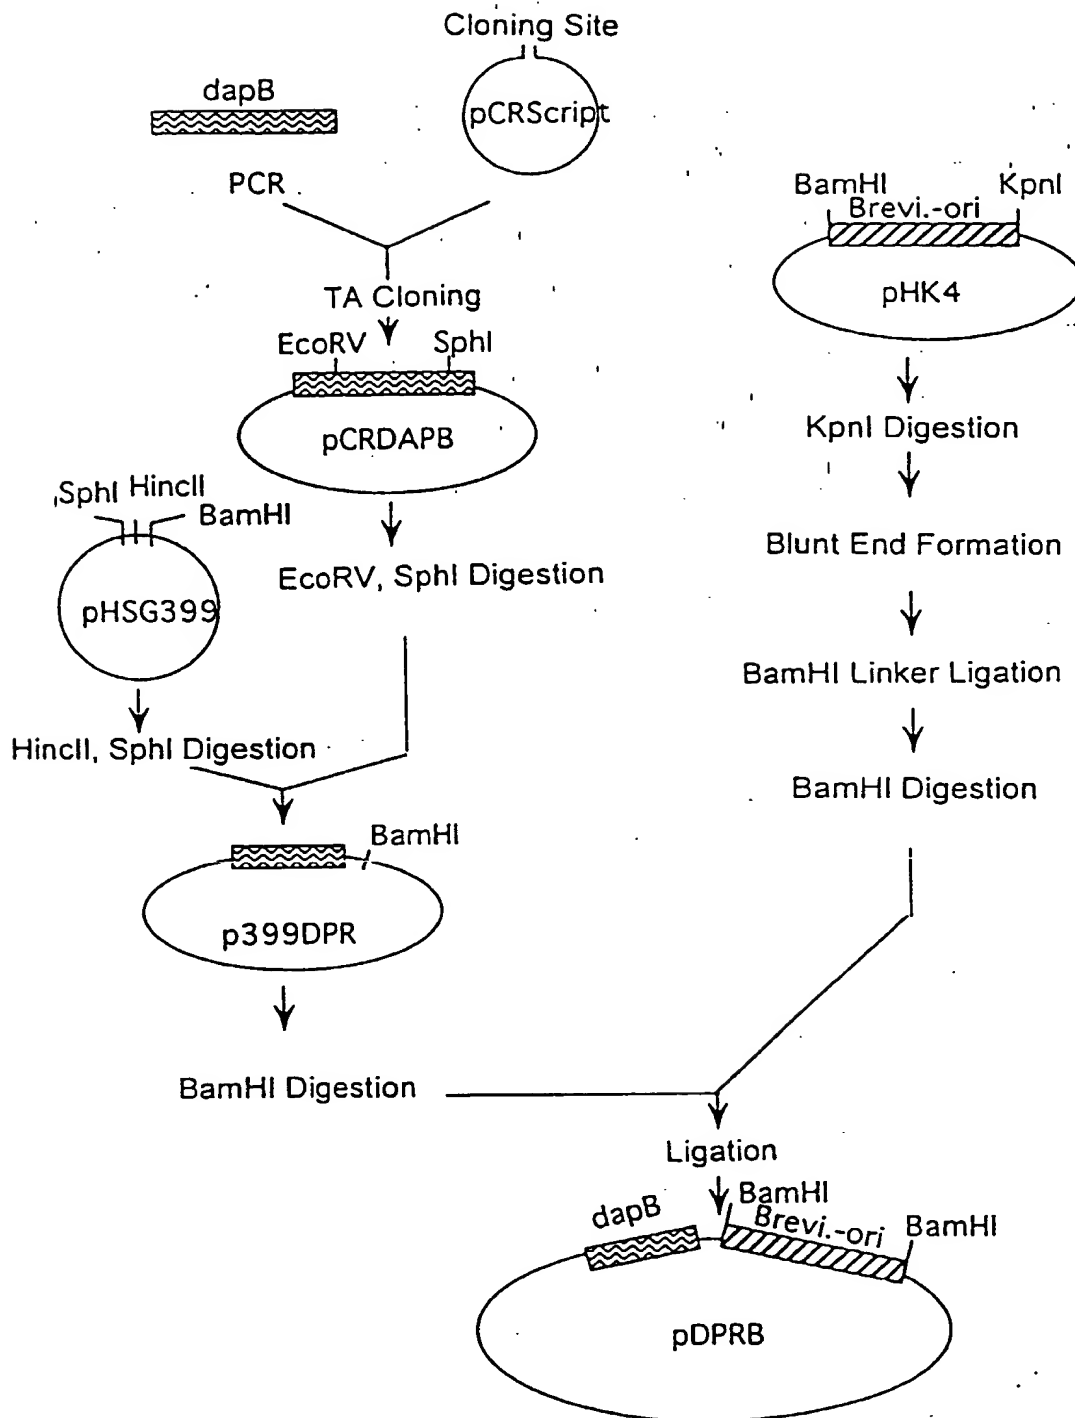 Cloning Site
dapB
pCRScript
PCR
TA Cloning
EcoRV
SphI
pCRDAPB
SphI
HincII
BamHI
pHSG399
EcoRV, SphI Digestion
HincII, SphI Digestion
BamHI
p399DPR
BamHI Digestion
BamHI
KpnI
Brevi.-ori
pHK4
KpnI Digestion
Blunt End Formation
BamHI Linker Ligation
BamHI Digestion
Ligation
dapB
BamHI
Brevi.-ori
BamHI
pDPRB